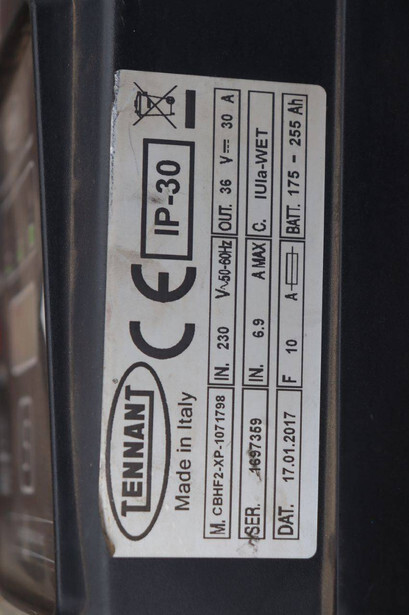 TENNANT
Made in Italy
CE
IP-30
M. CBHF2-XP-1071798
IN. 230 V~50-60Hz
OUT. 36 V⎓ 30 A
SER. 1697359
IN. 6.9 A MAX
C. IUIa-WET
DAT. 17.01.2017
F 10 A
BATT. 175 - 255 Ah